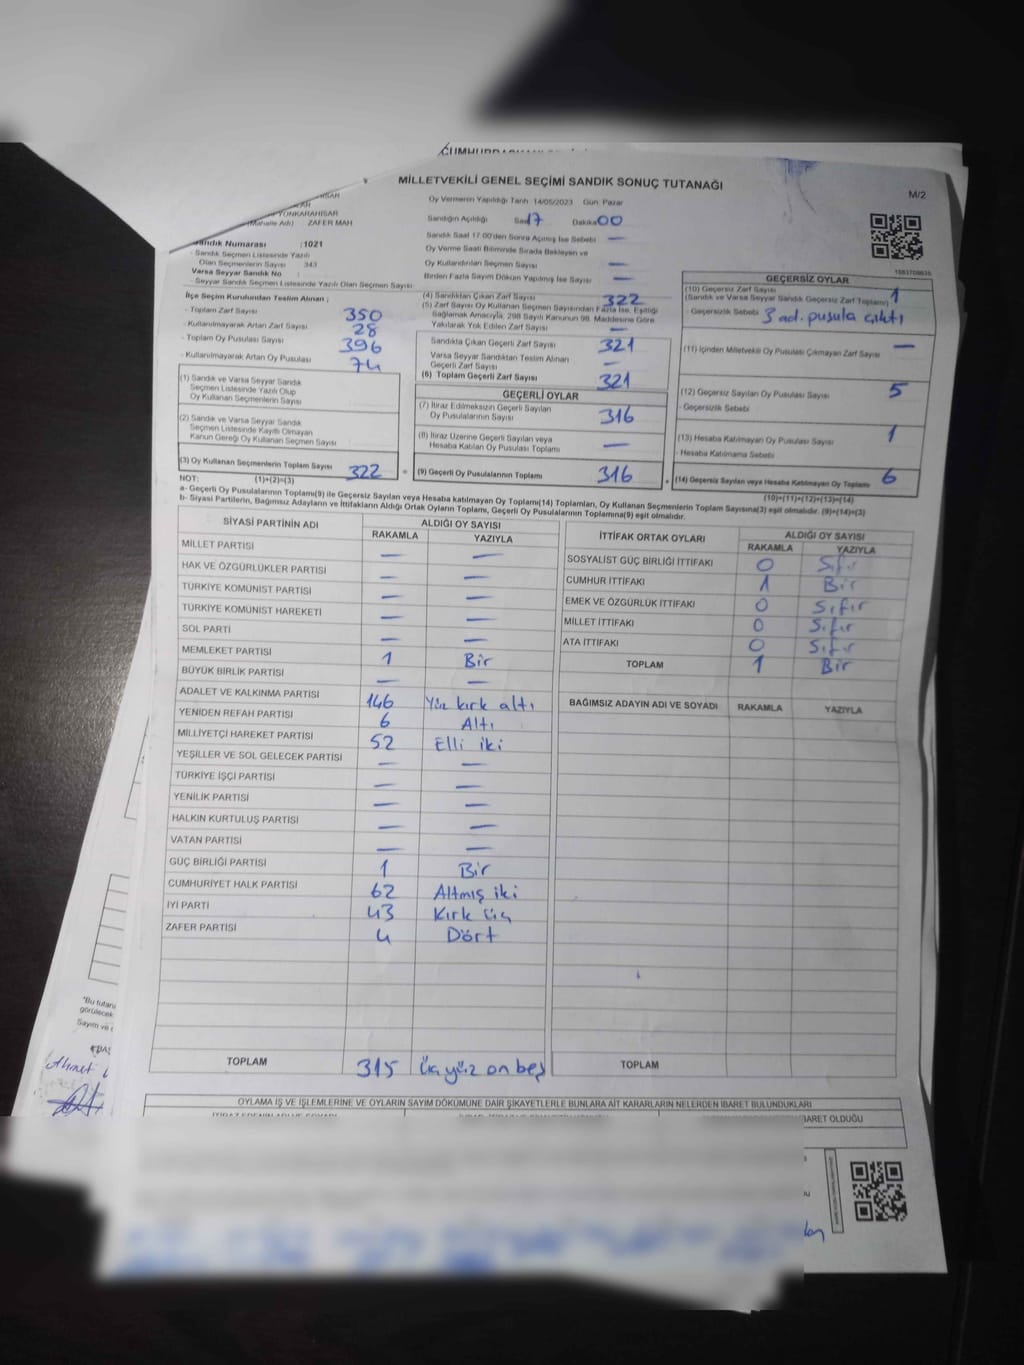 MİLLETVEKİLİ GENEL SEÇİMİ SANDIK SONUÇ TUTANAĞI
M/2
Oy Vermenin Yapıldığı Tarih 14/05/2023 Gün: Pazar
YONKARAHİSAR
(Mahalle Adı) ZAFER MAH
Sandığın Açıldığı Saat 17 Dakika 00
Sandık Saat 17.00'den Sonra Açılmış İse Sebebi —
Sandık Numarası : 1021
Oy Verme Saati Bitiminde Sırada Bekleyen ve
Oy Kullandırılan Seçmen Sayısı —
- Sandık Seçmen Listesinde Yazılı
Olan Seçmenlerin Sayısı : 343
Birden Fazla Sayım Döküm Yapılmış İse Sayısı —
Varsa Seyyar Sandık No :
- Seyyar Sandık Seçmen Listesinde Yazılı Olan Seçmen Sayısı:
İlçe Seçim Kurulundan Teslim Alınan ;
- Toplam Zarf Sayısı 350
- Kullanılmayarak Artan Zarf Sayısı 28
- Toplam Oy Pusulası Sayısı 396
- Kullanılmayarak Artan Oy Pusulası 74
(1) Sandık ve Varsa Seyyar Sandık
Seçmen Listesinde Yazılı Olup
Oy Kullanan Seçmenlerin Sayısı
(2) Sandık ve Varsa Seyyar Sandık
Seçmen Listesinde Kayıtlı Olmayan
Kanun Gereği Oy Kullanan Seçmen Sayısı
(3) Oy Kullanan Seçmenlerin Toplam Sayısı 322
(1)+(2)=(3)
(4) Sandıktan Çıkan Zarf Sayısı 322
(5) Zarf Sayısı Oy Kullanan Seçmen Sayısından Fazla İse, Eşitliği
Sağlamak Amacıyla, 298 Sayılı Kanunun 98. Maddesine Göre
Yakılarak Yok Edilen Zarf Sayısı —
Sandıkta Çıkan Geçerli Zarf Sayısı 321
Varsa Seyyar Sandıktan Teslim Alınan
Geçerli Zarf Sayısı —
(6) Toplam Geçerli Zarf Sayısı 321
GEÇERLİ OYLAR
(7) İtiraz Edilmeksizin Geçerli Sayılan
Oy Pusulalarının Sayısı 316
(8) İtiraz Üzerine Geçerli Sayılan veya
Hesaba Katılan Oy Pusulası Toplamı —
= (9) Geçerli Oy Pusulalarının Toplamı 316
1583708635
GEÇERSİZ OYLAR
(10) Geçersiz Zarf Sayısı 1
(Sandık ve Varsa Seyyar Sandık Geçersiz Zarf Toplamı)
- Geçersizlik Sebebi 3 ad. pusula çıktı
(11) İçinden Milletvekili Oy Pusulası Çıkmayan Zarf Sayısı —
(12) Geçersiz Sayılan Oy Pusulası Sayısı 5
- Geçersizlik Sebebi
(13) Hesaba Katılmayan Oy Pusulası Sayısı 1
- Hesaba Katılmama Sebebi
+ (14) Geçersiz Sayılan veya Hesaba Katılmayan Oy Toplamı 6
(10)+(11)+(12)+(13)=(14)
NOT:
a- Geçerli Oy Pusulalarının Toplamı(9) ile Geçersiz Sayılan veya Hesaba katılmayan Oy Toplamı(14) Toplamları, Oy Kullanan Seçmenlerin Toplam Sayısına(3) eşit olmalıdır. (9)+(14)=(3)
b- Siyasi Partilerin, Bağımsız Adayların ve İttifakların Aldığı Ortak Oyların Toplamı, Geçerli Oy Pusulalarının Toplamına(9) eşit olmalıdır.
SİYASİ PARTİNİN ADI ALDIĞI OY SAYISI
RAKAMLA YAZIYLA
MİLLET PARTİSİ — —
HAK VE ÖZGÜRLÜKLER PARTİSİ — —
TÜRKİYE KOMÜNİST PARTİSİ — —
TÜRKİYE KOMÜNİST HAREKETİ — —
SOL PARTİ — —
MEMLEKET PARTİSİ 1 Bir
BÜYÜK BİRLİK PARTİSİ — —
ADALET VE KALKINMA PARTİSİ 146 Yüz kırk altı
YENİDEN REFAH PARTİSİ 6 Altı
MİLLİYETÇİ HAREKET PARTİSİ 52 Elli iki
YEŞİLLER VE SOL GELECEK PARTİSİ — —
TÜRKİYE İŞÇİ PARTİSİ — —
YENİLİK PARTİSİ — —
HALKIN KURTULUŞ PARTİSİ — —
VATAN PARTİSİ — —
GÜÇ BİRLİĞİ PARTİSİ 1 Bir
CUMHURİYET HALK PARTİSİ 62 Altmış iki
İYİ PARTİ 43 Kırk üç
ZAFER PARTİSİ 4 Dört
TOPLAM 315 üçyüz on beş
İTTİFAK ORTAK OYLARI ALDIĞI OY SAYISI
RAKAMLA YAZIYLA
SOSYALİST GÜÇ BİRLİĞİ İTTİFAKI 0 Sıfır
CUMHUR İTTİFAKI 1 Bir
EMEK VE ÖZGÜRLÜK İTTİFAKI 0 Sıfır
MİLLET İTTİFAKI 0 Sıfır
ATA İTTİFAKI 0 Sıfır
TOPLAM 1 Bir
BAĞIMSIZ ADAYIN ADI VE SOYADI RAKAMLA YAZIYLA
TOPLAM
OYLAMA İŞ VE İŞLEMLERİNE VE OYLARIN SAYIM DÖKÜMÜNE DAİR ŞİKAYETLERLE BUNLARA AİT KARARLARIN NELERDEN İBARET BULUNDUKLARI
BARET OLDUĞU
"Bu tutana
görülecek
Sayım ve
Ahmet